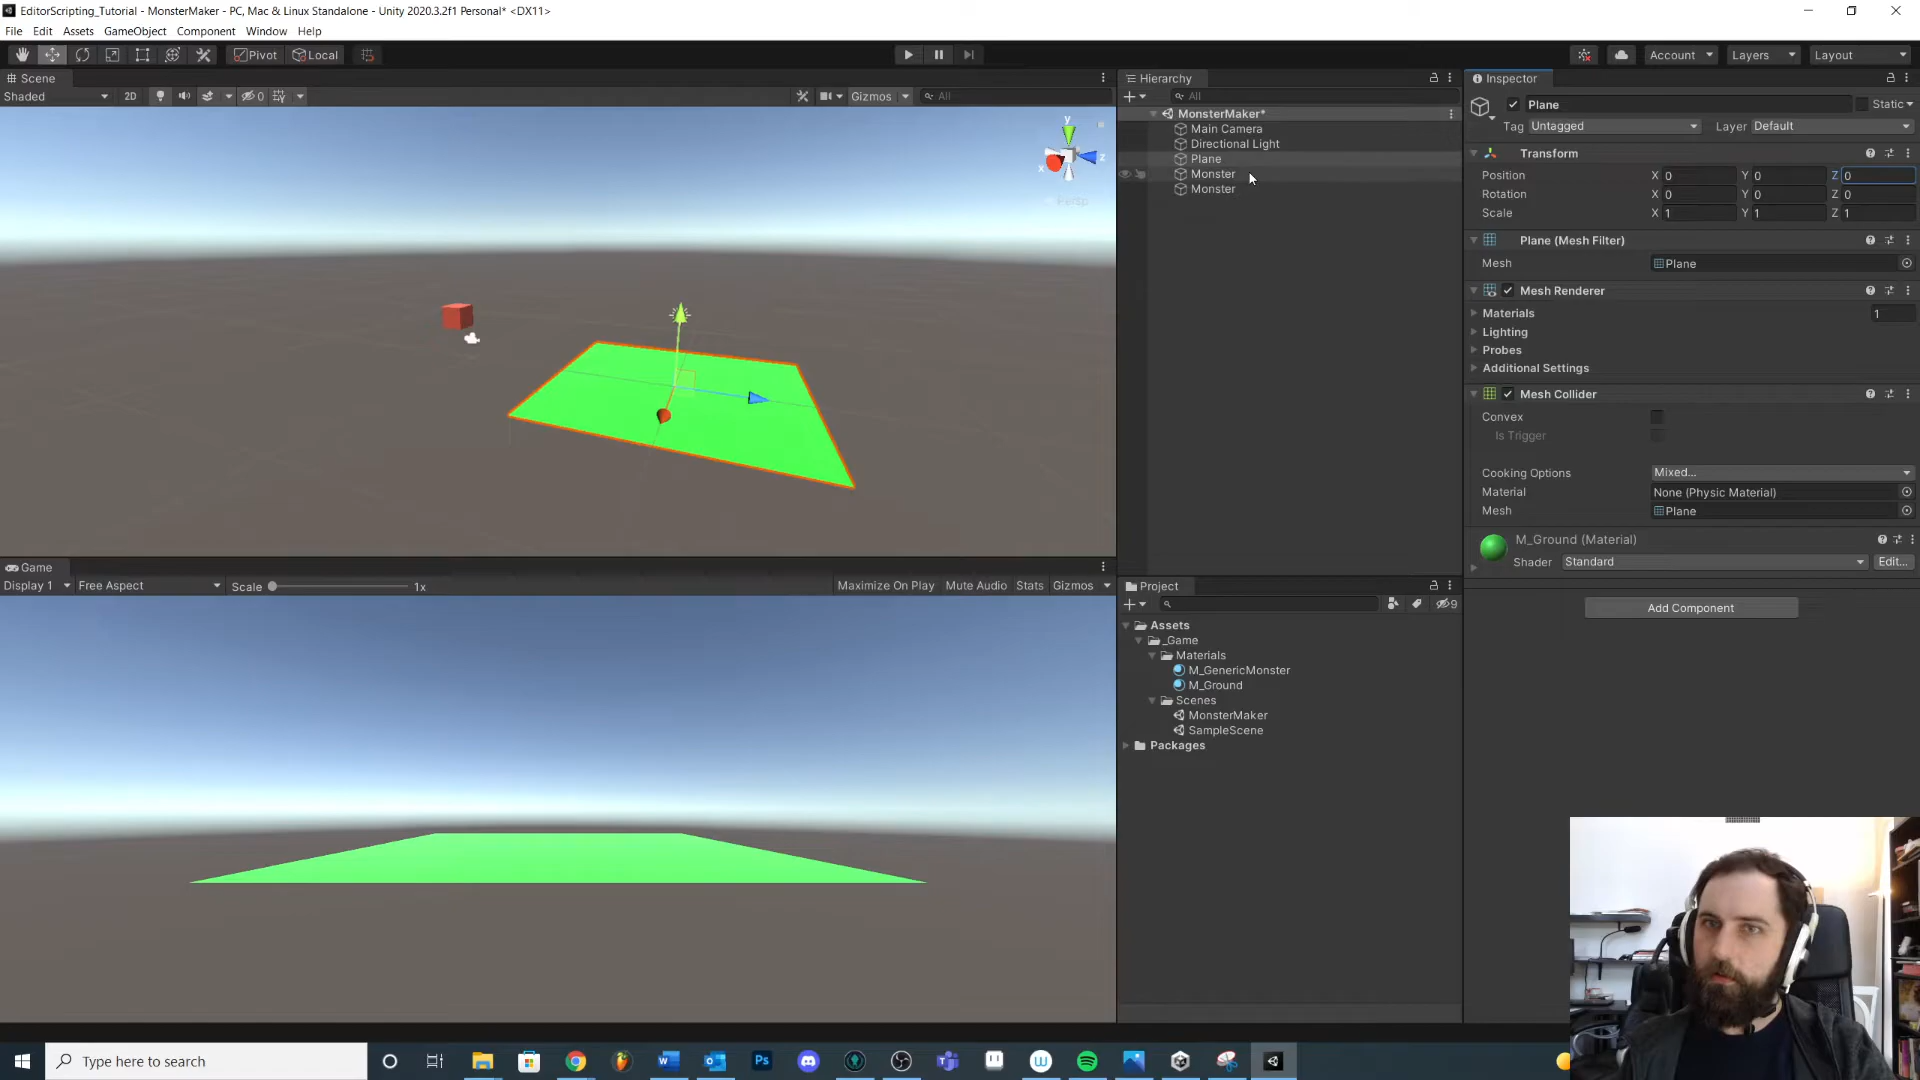 EditorScripting_Tutorial - MonsterMaker - PC, Mac & Linux Standalone - Unity 2020.3.2f1 Personal* <DX11>
File Edit Assets GameObject Component Window Help
Pivot Local Account Layers Layout
Scene
Shaded 2D 0 Gizmos All
y
x
z
Persp
Hierarchy
All
MonsterMaker*
Main Camera
Directional Light
Plane
Monster
Monster
Inspector
Plane Static
Tag Untagged Layer Default
Transform
Position X 0 Y 0 Z 0
Rotation X 0 Y 0 Z 0
Scale X 1 Y 1 Z 1
Plane (Mesh Filter)
Mesh Plane
Mesh Renderer
Materials 1
Lighting
Probes
Additional Settings
Mesh Collider
Convex
Is Trigger
Cooking Options Mixed...
Material None (Physic Material)
Mesh Plane
M_Ground (Material)
Shader Standard Edit...
Add Component
Game
Display 1 Free Aspect Scale 1x Maximize On Play Mute Audio Stats Gizmos
Project
9
Assets
_Game
Materials
M_GenericMonster
M_Ground
Scenes
MonsterMaker
SampleScene
Packages
Type here to search